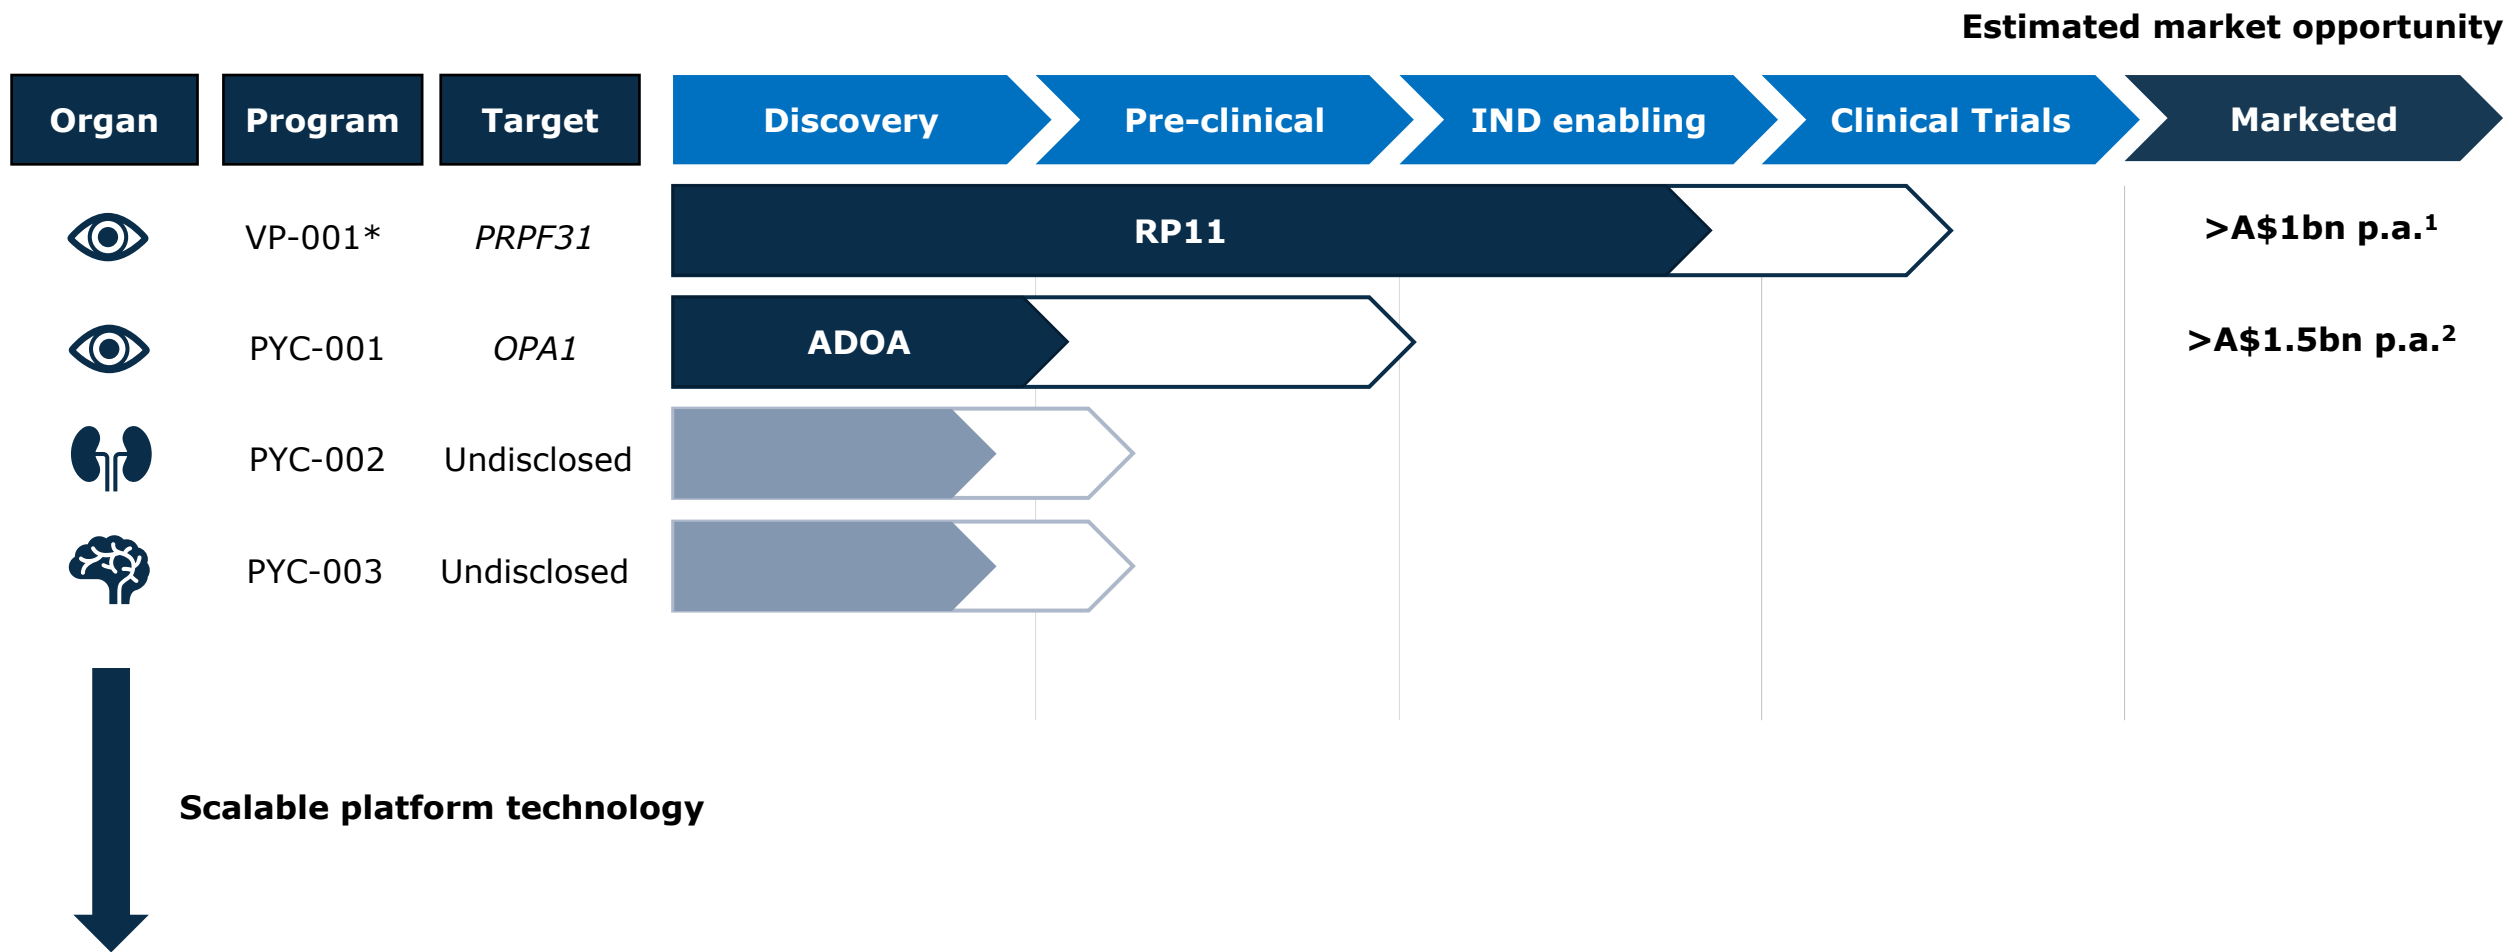 Estimated market opportunity
Organ Program Target Discovery Pre-clinical IND enabling Clinical Trials Marketed
VP-001* PRPF31 RP11 >A$1bn p.a.¹
PYC-001 OPA1 ADOA >A$1.5bn p.a.²
PYC-002 Undisclosed
PYC-003 Undisclosed
Scalable platform technology